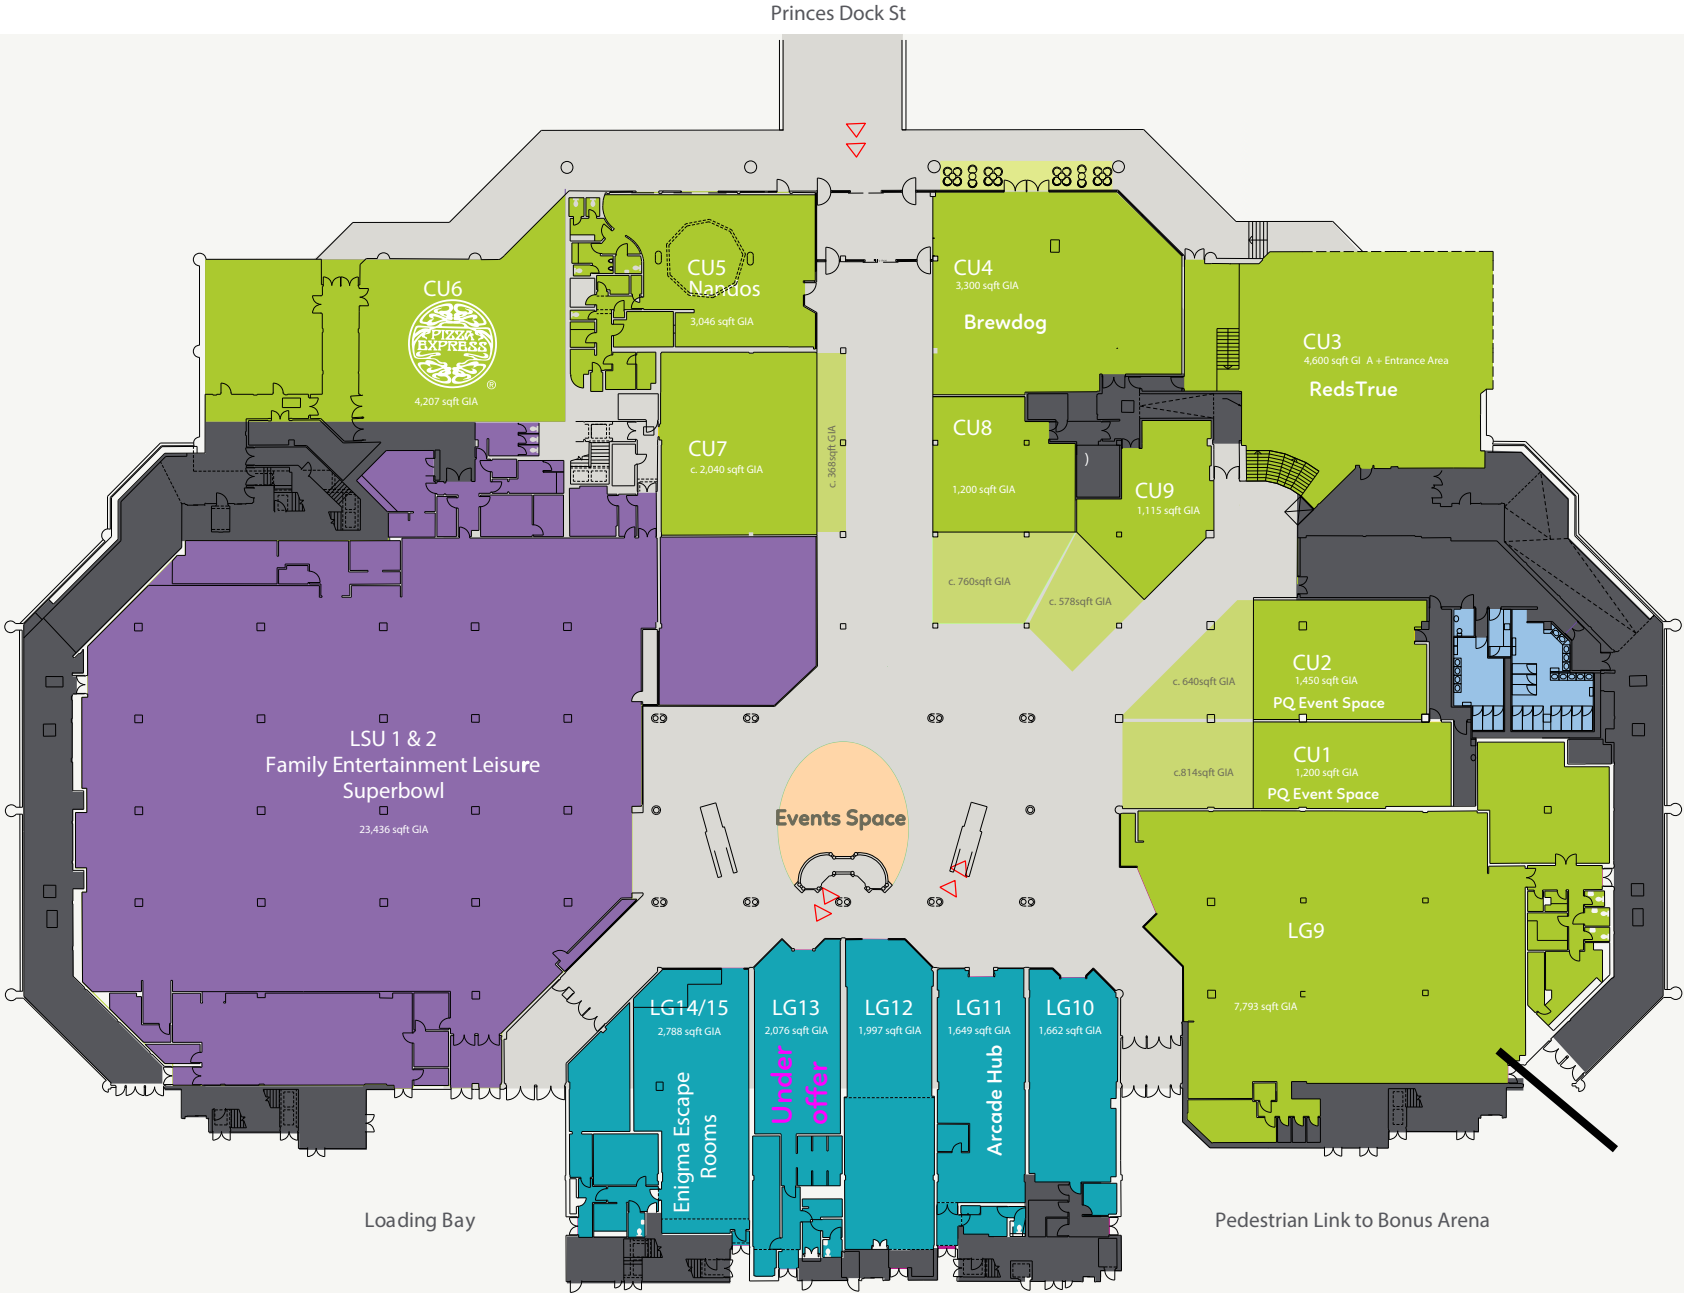 Princes Dock St
CU6
PIZZA
EXPRESS
®
4,207 sqft GIA
CU5
Nandos
3,046 sqft GIA
CU4
3,300 sqft GIA
Brewdog
CU3
4,600 sqft GI A + Entrance Area
RedsTrue
CU7
c. 2,040 sqft GIA
c. 368sqft GIA
CU8
1,200 sqft GIA
CU9
1,115 sqft GIA
c. 760sqft GIA
c. 578sqft GIA
c. 640sqft GIA
CU2
1,450 sqft GIA
PQ Event Space
c.814sqft GIA
CU1
1,200 sqft GIA
PQ Event Space
LSU 1 & 2
Family Entertainment Leisure
Superbowl
23,436 sqft GIA
Events Space
LG9
7,793 sqft GIA
LG14/15
2,788 sqft GIA
Enigma Escape
Rooms
LG13
2,076 sqft GIA
Under
offer
LG12
1,997 sqft GIA
LG11
1,649 sqft GIA
Arcade Hub
LG10
1,662 sqft GIA
Loading Bay
Pedestrian Link to Bonus Arena